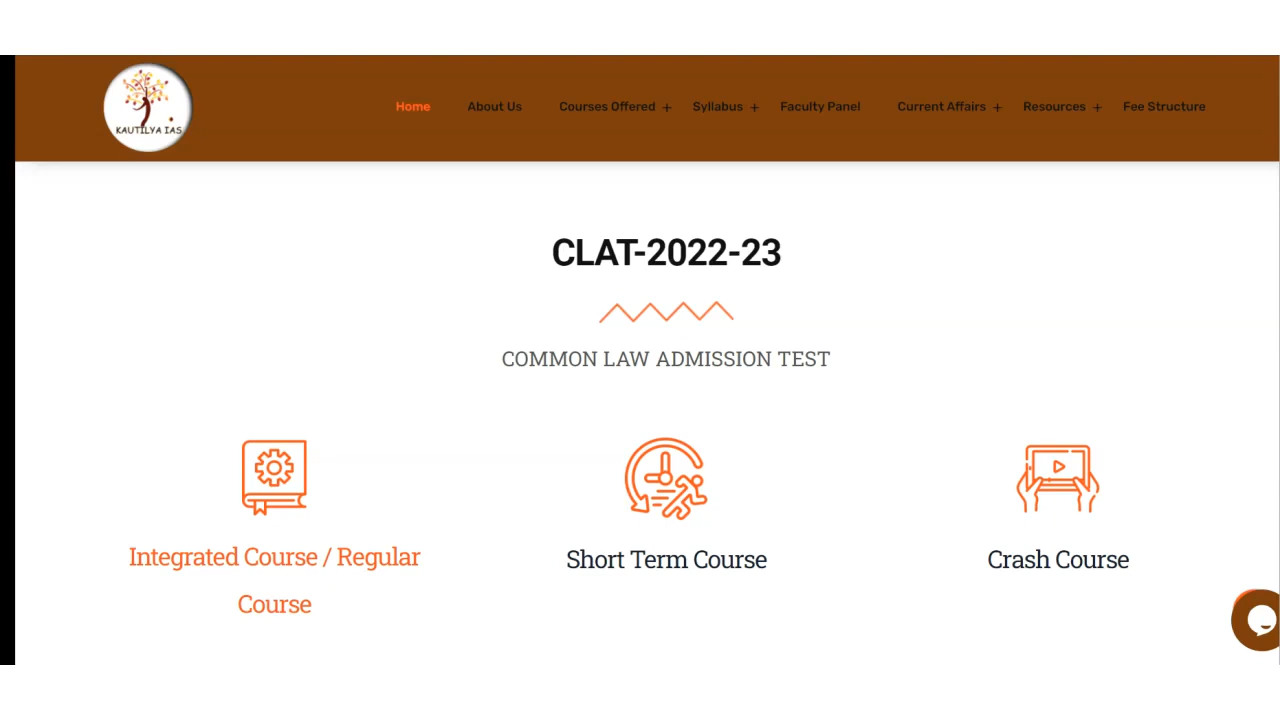 KAUTILYA IAS
Home About Us Courses Offered + Syllabus + Faculty Panel Current Affairs + Resources + Fee Structure
CLAT-2022-23
COMMON LAW ADMISSION TEST
Integrated Course / Regular
Course
Short Term Course
Crash Course